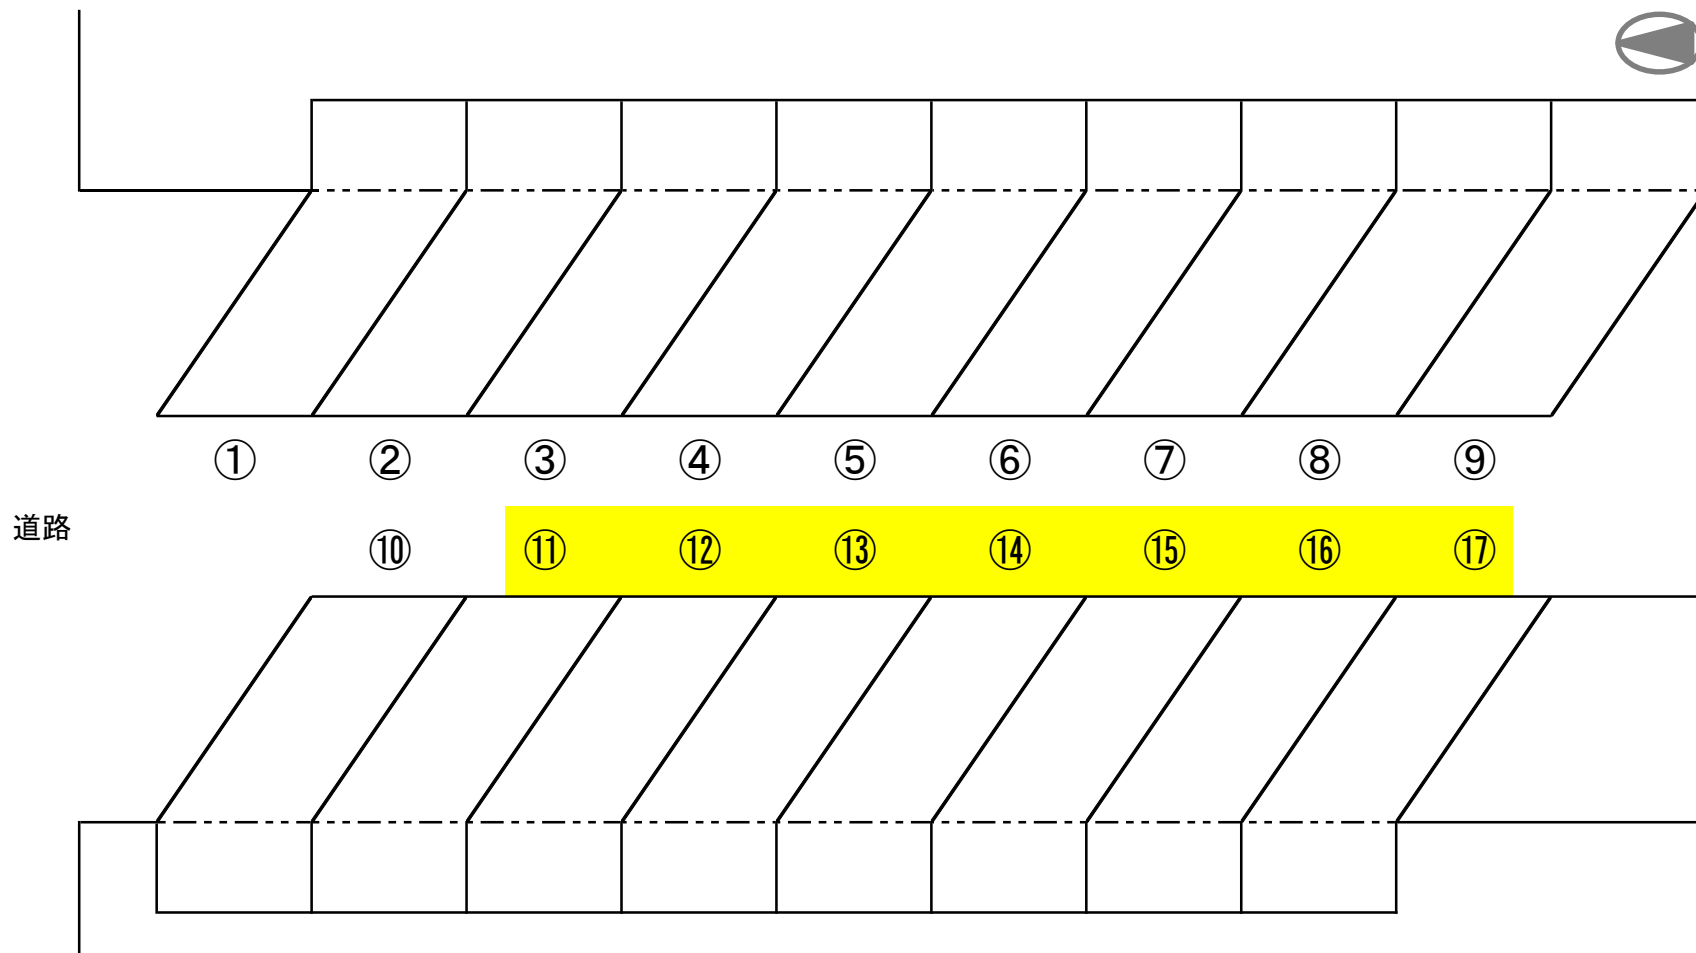 ① ② ③ ④ ⑤ ⑥ ⑦ ⑧ ⑨
道路
⑩ ⑪ ⑫ ⑬ ⑭ ⑮ ⑯ ⑰